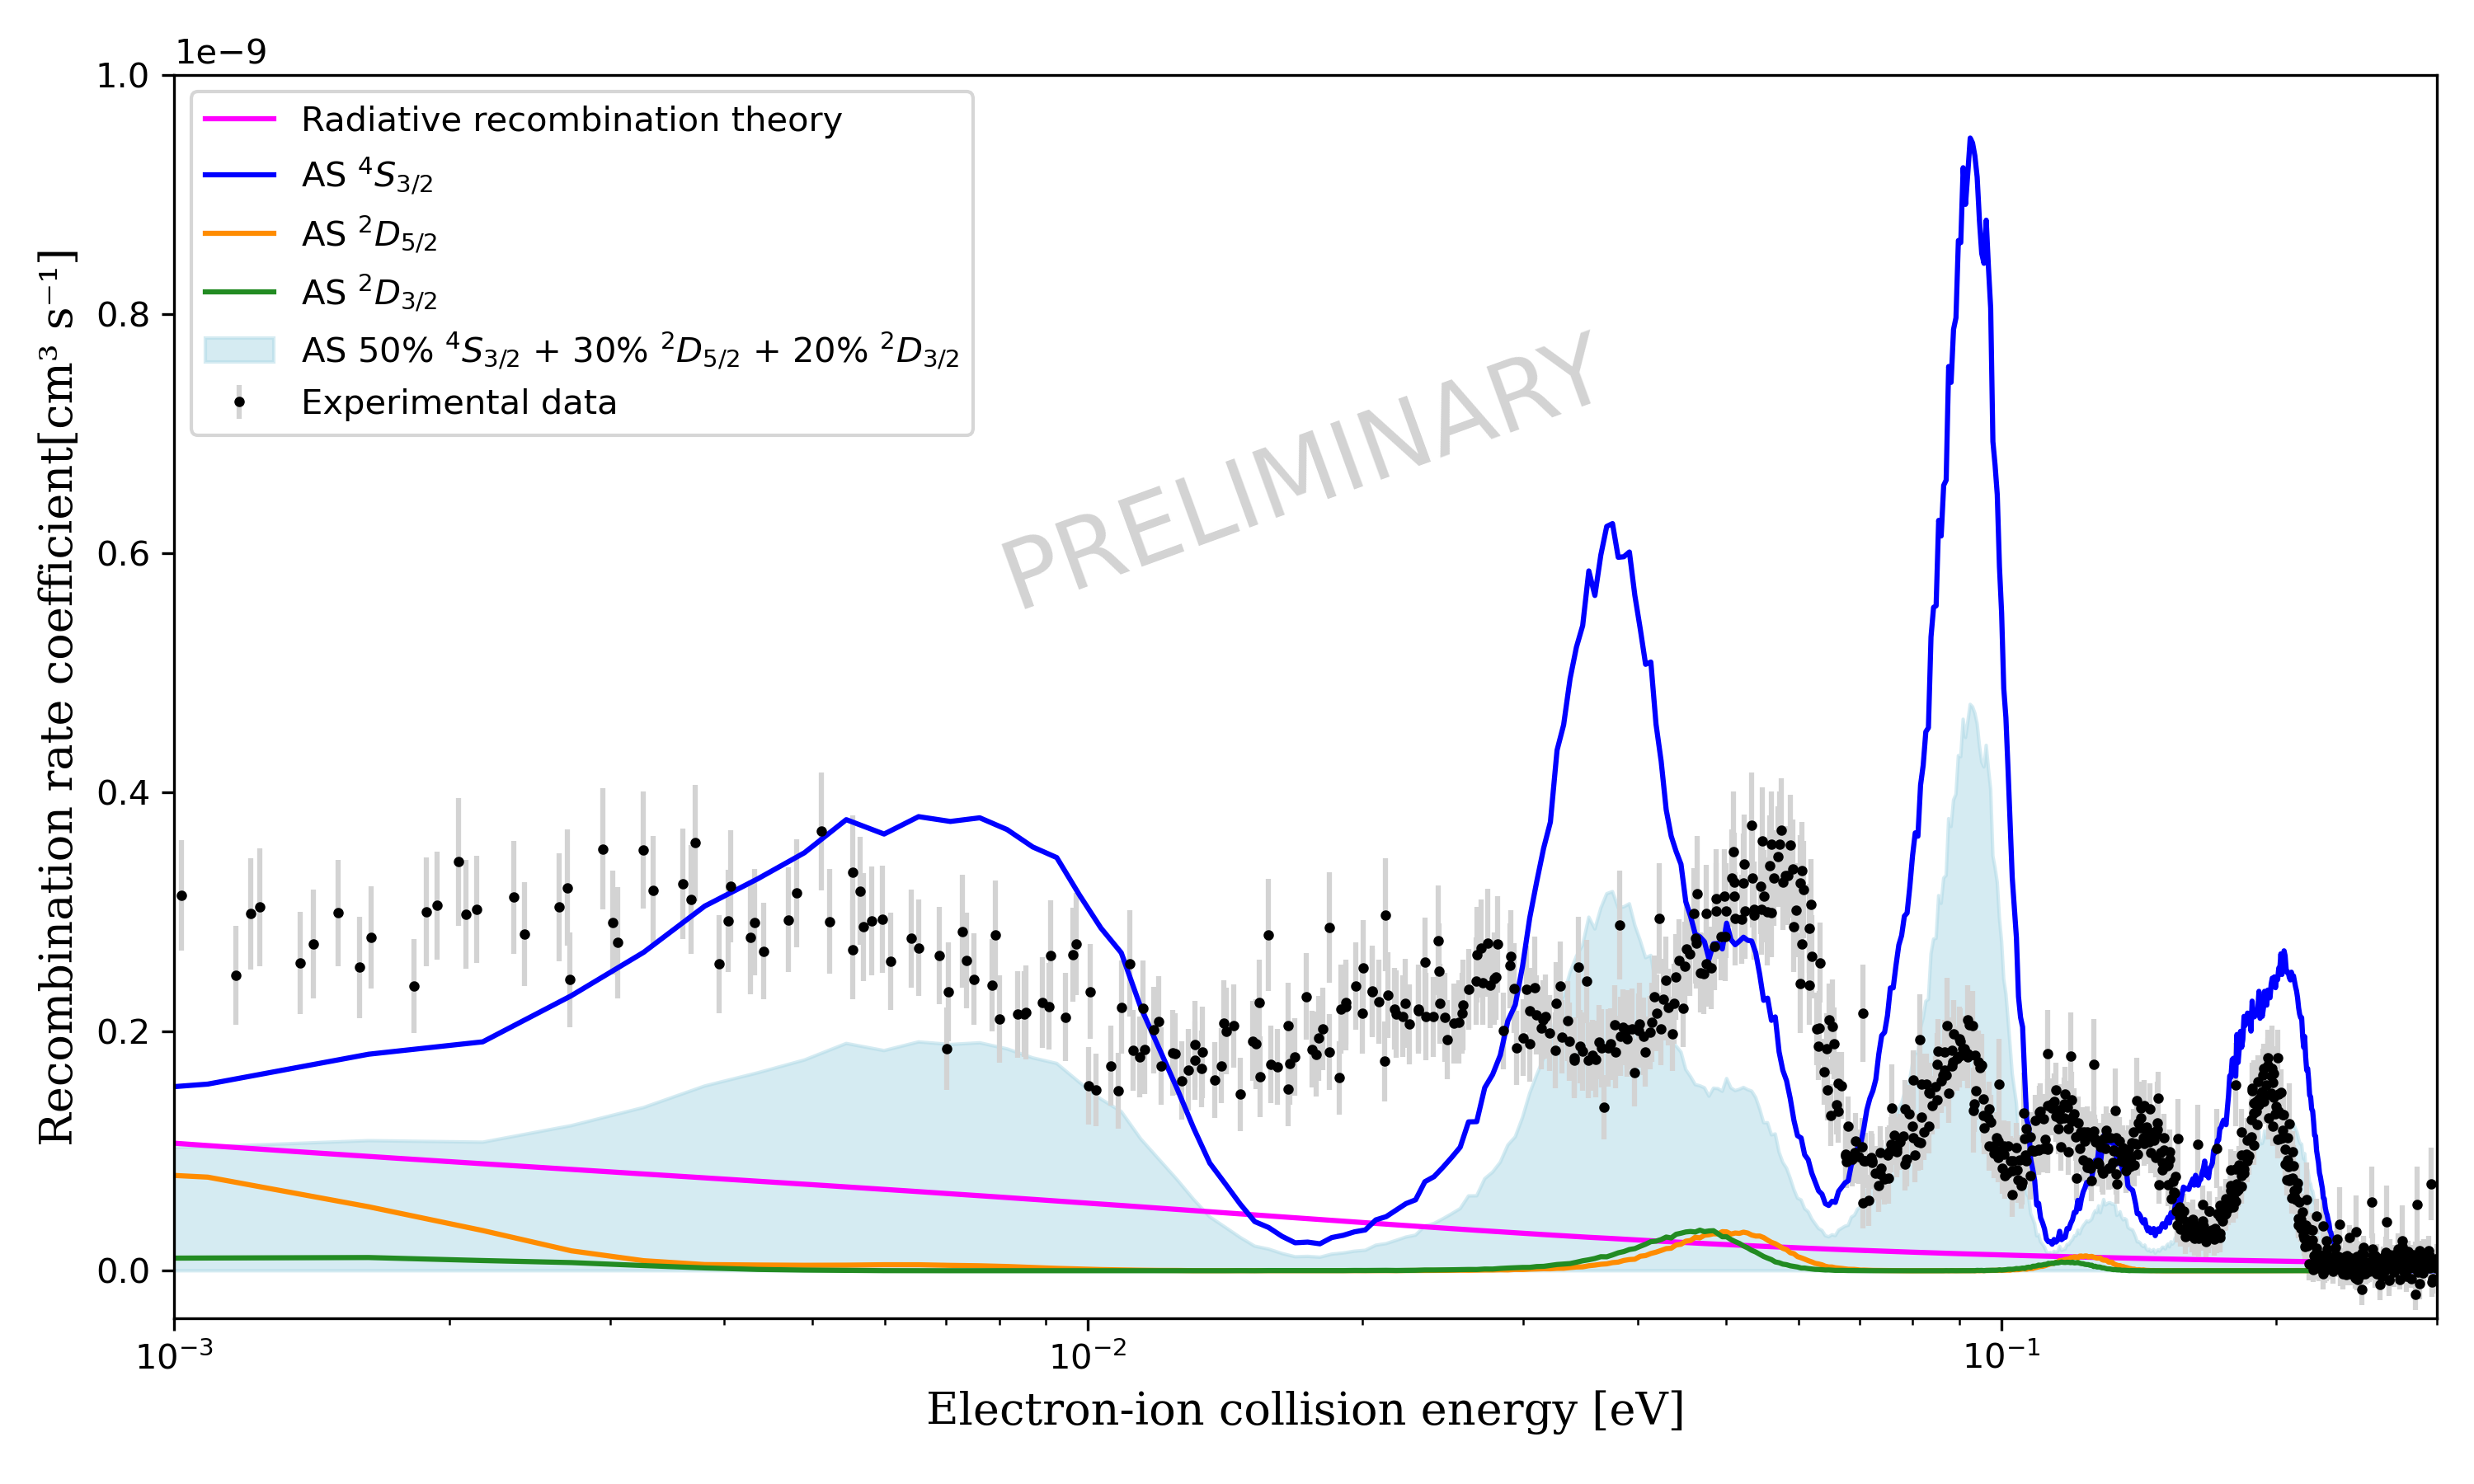 1e−9
1.0
0.8
0.6
0.4
0.2
0.0
Recombination rate coefficient[cm³ s⁻¹]
Radiative recombination theory
AS ⁴S₃/₂
AS ²D₅/₂
AS ²D₃/₂
AS 50% ⁴S₃/₂ + 30% ²D₅/₂ + 20% ²D₃/₂
Experimental data
PRELIMINARY
10⁻³
10⁻²
10⁻¹
Electron-ion collision energy [eV]